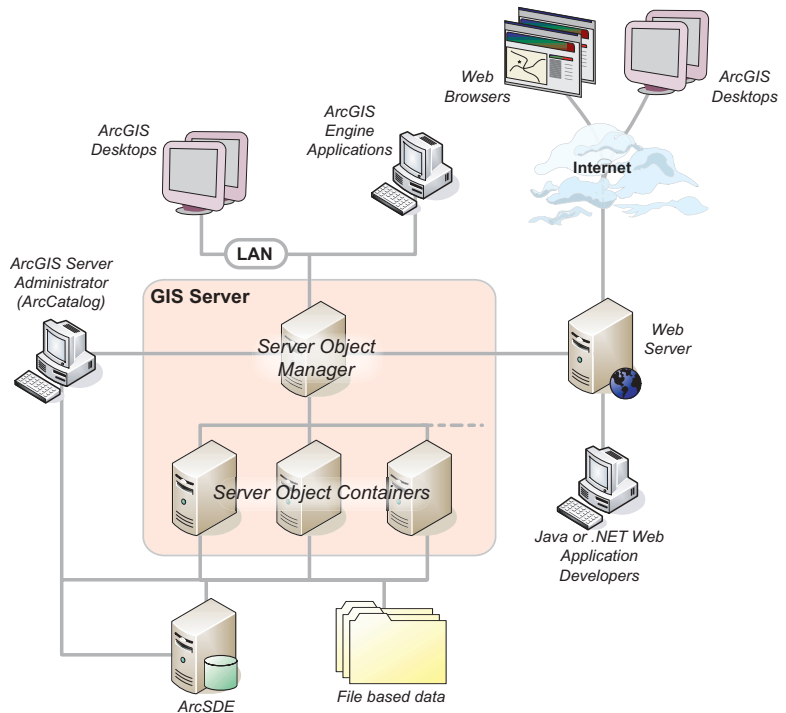 Web
Browsers
ArcGIS
Desktops
ArcGIS
Desktops
ArcGIS
Engine
Applications
Internet
LAN
ArcGIS Server
Administrator
(ArcCatalog)
GIS Server
Server Object
Manager
Web
Server
Server Object Containers
Java or .NET Web
Application
Developers
ArcSDE
File based data